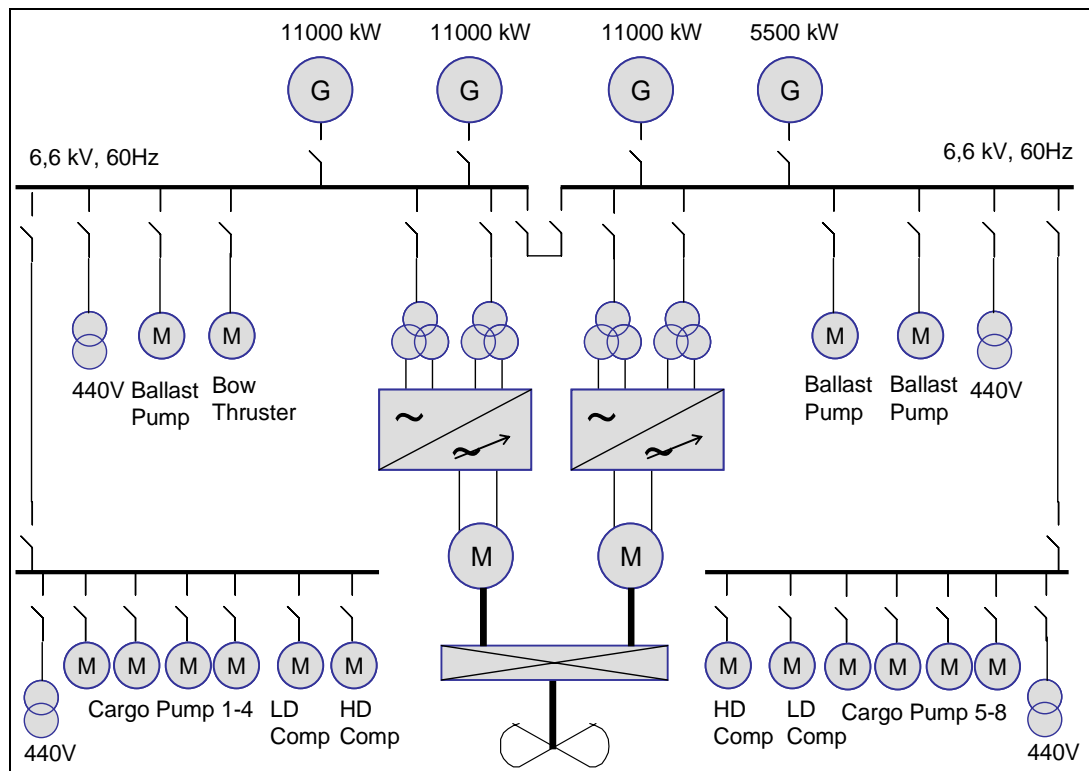 11000 kW 11000 kW 11000 kW 5500 kW
G G G G
6,6 kV, 60Hz 6,6 kV, 60Hz
M M M M
440V Ballast Pump
Bow Thruster
Ballast Pump
Ballast Pump
440V
M M
M M M M M M M M M M M M
Cargo Pump 1-4
LD Comp
HD Comp
HD Comp
LD Comp
Cargo Pump 5-8
440V 440V